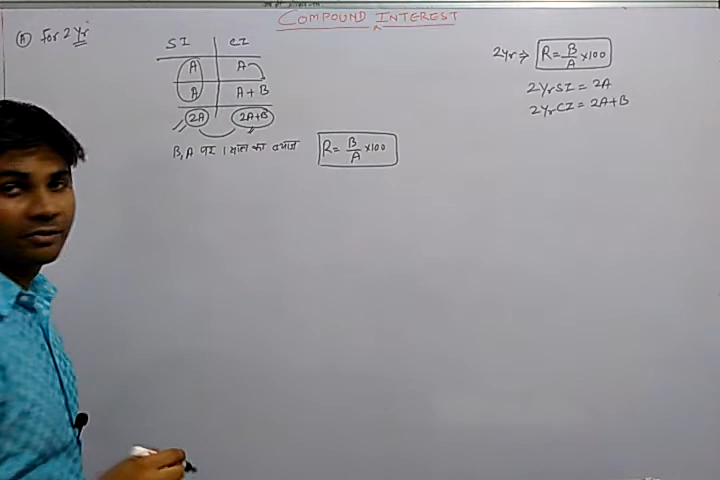 COMPOUND INTEREST
(A) For 2 Yr
SI CI
A A
A A+B
2A 2A+B
B, A पर 1 साल का ब्याज R= B/A ×100
2yr⇒ R= B/A ×100
2yr SI = 2A
2yr CI = 2A+B